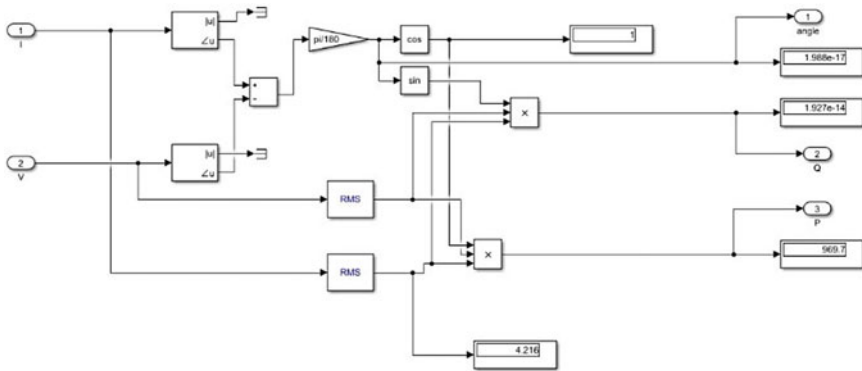 1
I
|u|
∠u
+
-
pi/180
cos
sin
1
1
angle
1.988e-17
×
1.927e-14
2
Q
2
V
|u|
∠u
RMS
RMS
×
3
P
969.7
4.216